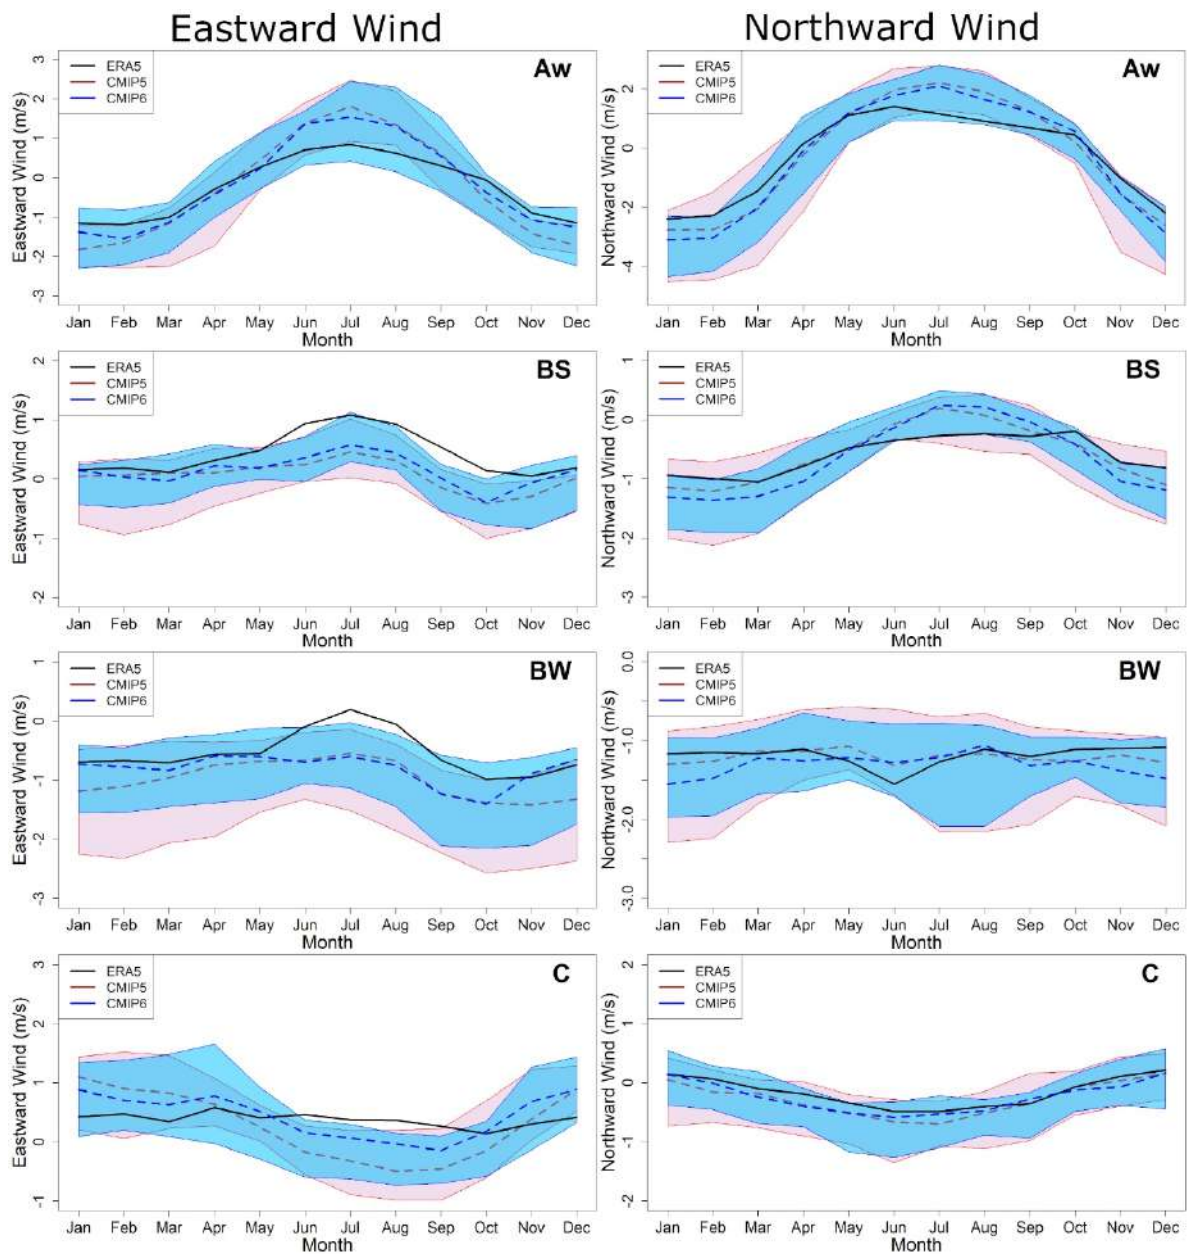 Eastward Wind
Northward Wind
ERA5
CMIP5
CMIP6
Aw
Eastward Wind (m/s)
3
2
1
0
-1
-2
-3
Jan Feb Mar Apr May Jun Jul Aug Sep Oct Nov Dec
Month
ERA5
CMIP5
CMIP6
Aw
Northward Wind (m/s)
2
0
-2
-4
Jan Feb Mar Apr May Jun Jul Aug Sep Oct Nov Dec
Month
ERA5
CMIP5
CMIP6
BS
Eastward Wind (m/s)
2
1
0
-1
-2
Jan Feb Mar Apr May Jun Jul Aug Sep Oct Nov Dec
Month
ERA5
CMIP5
CMIP6
BS
Northward Wind (m/s)
1
0
-1
-2
-3
Jan Feb Mar Apr May Jun Jul Aug Sep Oct Nov Dec
Month
ERA5
CMIP5
CMIP6
BW
Eastward Wind (m/s)
1
0
-1
-2
-3
Jan Feb Mar Apr May Jun Jul Aug Sep Oct Nov Dec
Month
ERA5
CMIP5
CMIP6
BW
Northward Wind (m/s)
0.0
-1.0
-2.0
-3.0
Jan Feb Mar Apr May Jun Jul Aug Sep Oct Nov Dec
Month
ERA5
CMIP5
CMIP6
C
Eastward Wind (m/s)
3
2
1
0
-1
Jan Feb Mar Apr May Jun Jul Aug Sep Oct Nov Dec
Month
ERA5
CMIP5
CMIP6
C
Northward Wind (m/s)
2
1
0
-1
-2
Jan Feb Mar Apr May Jun Jul Aug Sep Oct Nov Dec
Month